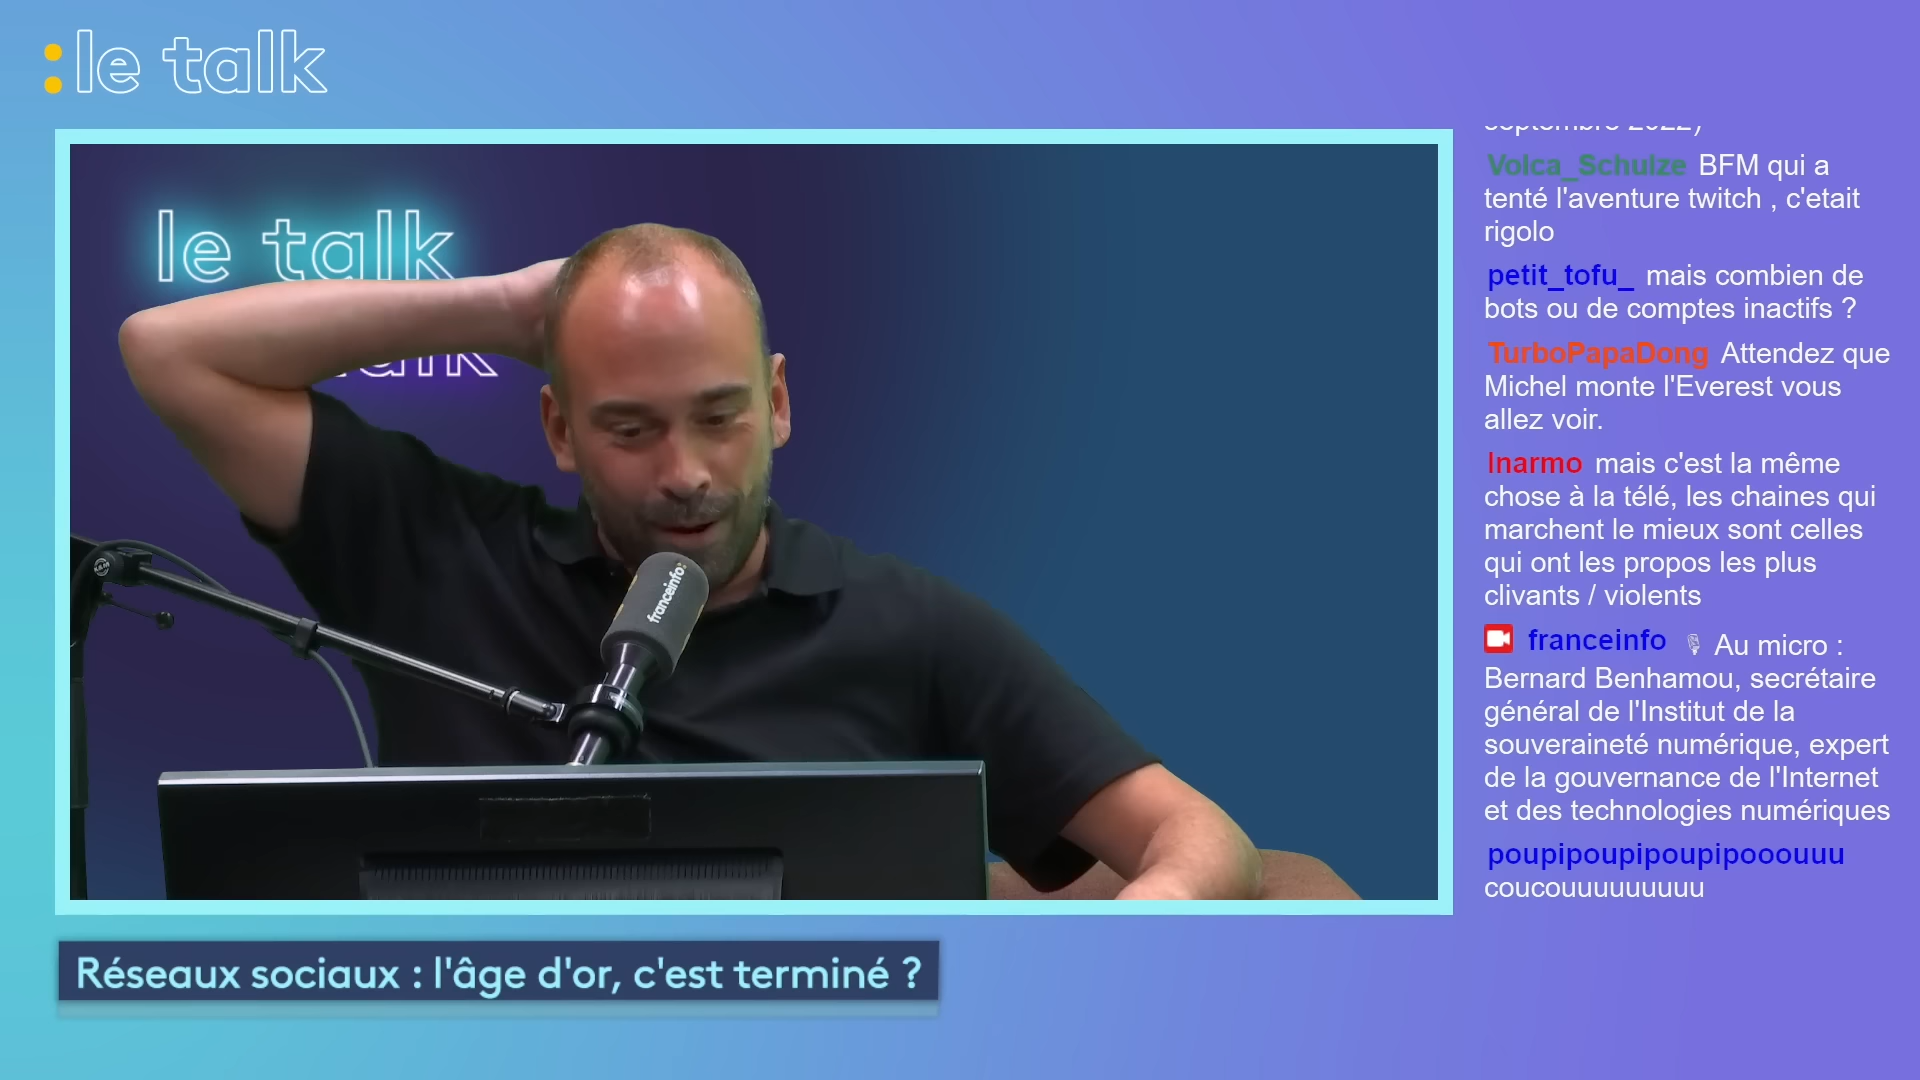 :le talk
le talk
talk
franceinfo:
Réseaux sociaux : l'âge d'or, c'est terminé ?
septembre 2022)
Volca_Schulze BFM qui a
tenté l'aventure twitch , c'etait
rigolo
petit_tofu_ mais combien de
bots ou de comptes inactifs ?
TurboPapaDong Attendez que
Michel monte l'Everest vous
allez voir.
Inarmo mais c'est la même
chose à la télé, les chaines qui
marchent le mieux sont celles
qui ont les propos les plus
clivants / violents
franceinfo 🎙 Au micro :
Bernard Benhamou, secrétaire
général de l'Institut de la
souveraineté numérique, expert
de la gouvernance de l'Internet
et des technologies numériques
poupipoupipoupipooouuu
coucouuuuuuuuu